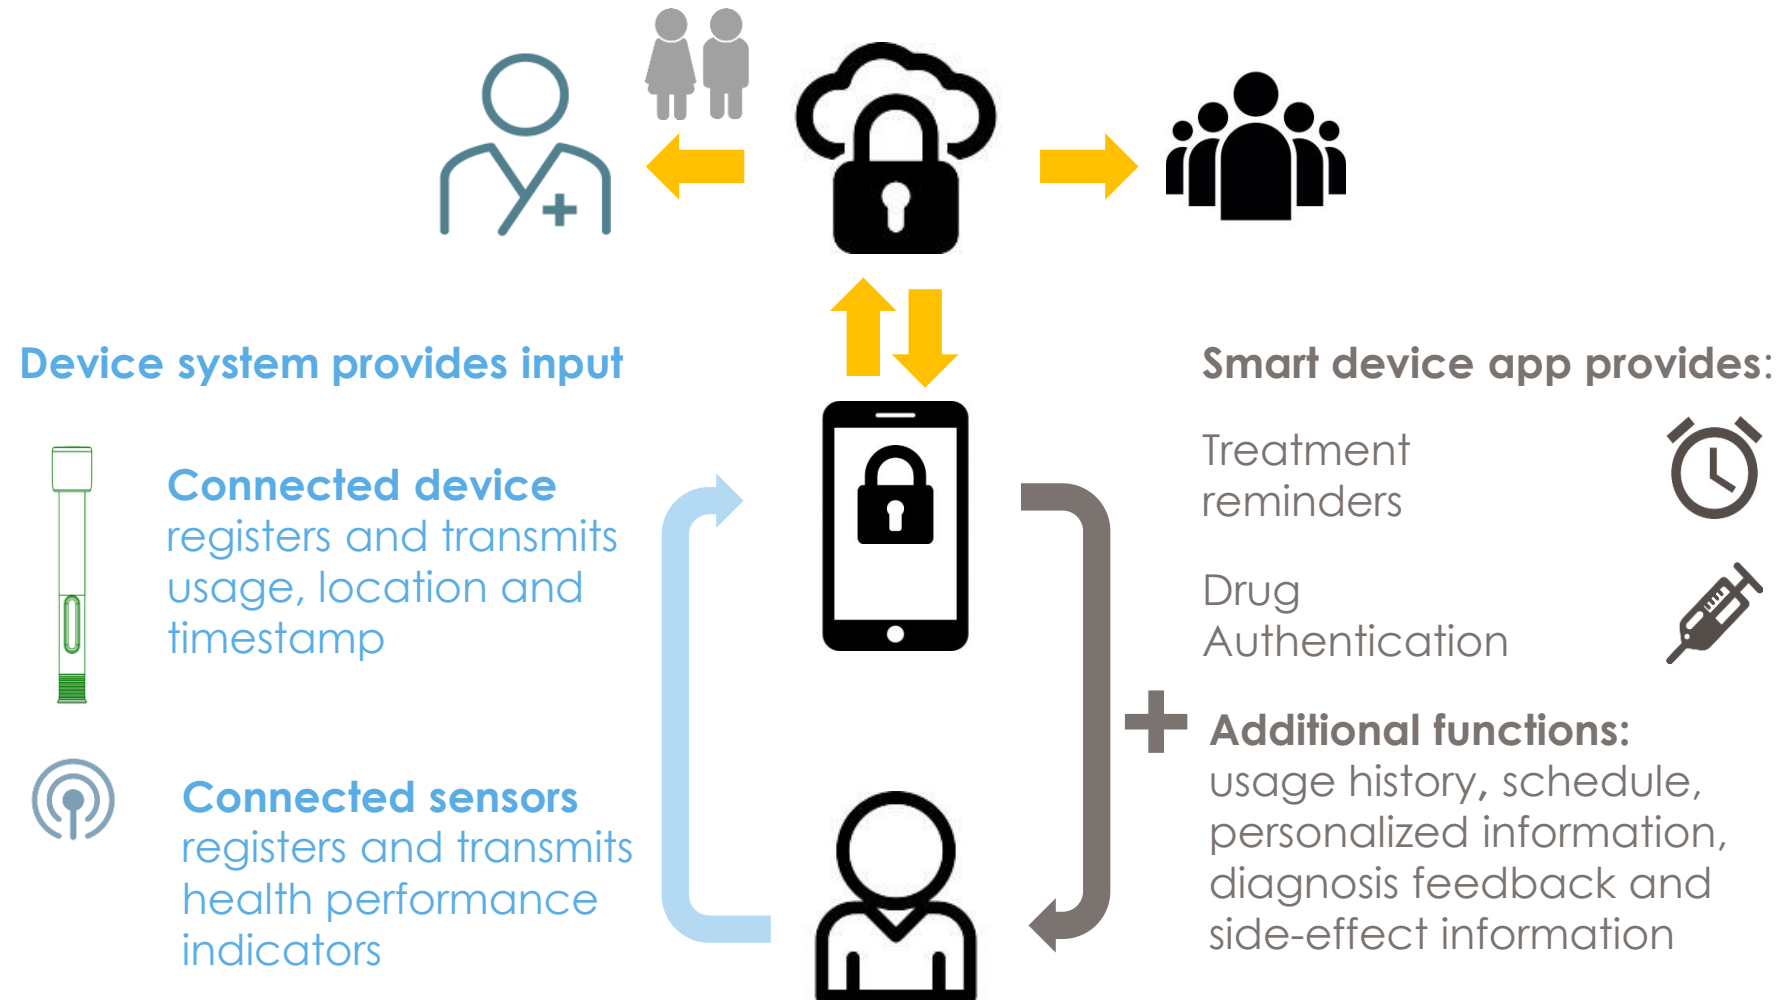 Device system provides input
Connected device
registers and transmits
usage, location and
timestamp
Connected sensors
registers and transmits
health performance
indicators
Smart device app provides:
Treatment
reminders
Drug
Authentication
Additional functions:
usage history, schedule,
personalized information,
diagnosis feedback and
side-effect information